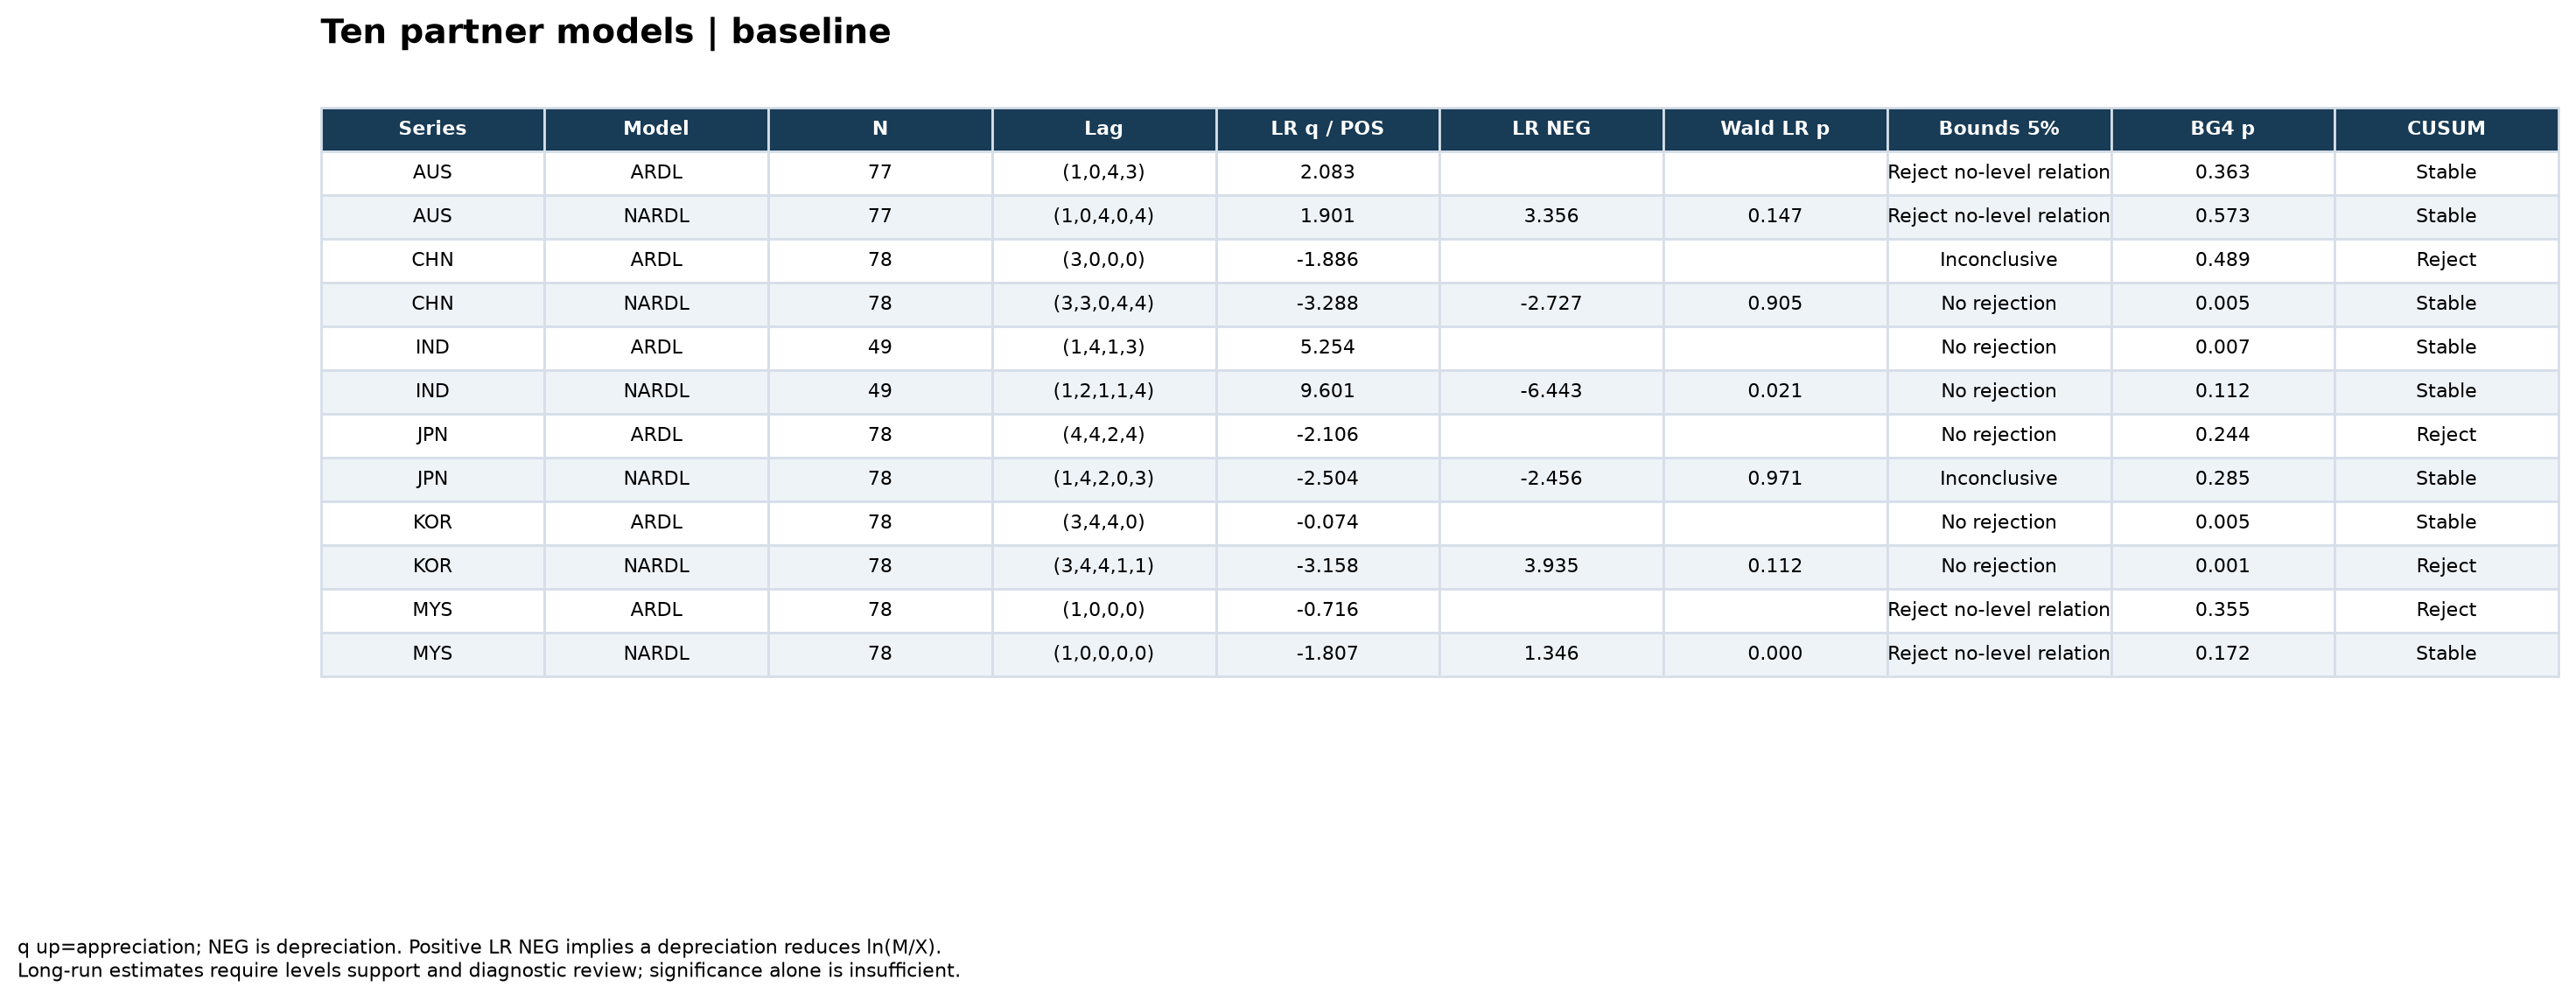 Ten partner models | baseline
Series Model N Lag LR q / POS LR NEG Wald LR p Bounds 5% BG4 p CUSUM
AUS ARDL 77 (1,0,4,3) 2.083 Reject no-level relation 0.363 Stable
AUS NARDL 77 (1,0,4,0,4) 1.901 3.356 0.147 Reject no-level relation 0.573 Stable
CHN ARDL 78 (3,0,0,0) -1.886 Inconclusive 0.489 Reject
CHN NARDL 78 (3,3,0,4,4) -3.288 -2.727 0.905 No rejection 0.005 Stable
IND ARDL 49 (1,4,1,3) 5.254 No rejection 0.007 Stable
IND NARDL 49 (1,2,1,1,4) 9.601 -6.443 0.021 No rejection 0.112 Stable
JPN ARDL 78 (4,4,2,4) -2.106 No rejection 0.244 Reject
JPN NARDL 78 (1,4,2,0,3) -2.504 -2.456 0.971 Inconclusive 0.285 Stable
KOR ARDL 78 (3,4,4,0) -0.074 No rejection 0.005 Stable
KOR NARDL 78 (3,4,4,1,1) -3.158 3.935 0.112 No rejection 0.001 Reject
MYS ARDL 78 (1,0,0,0) -0.716 Reject no-level relation 0.355 Reject
MYS NARDL 78 (1,0,0,0,0) -1.807 1.346 0.000 Reject no-level relation 0.172 Stable
q up=appreciation; NEG is depreciation. Positive LR NEG implies a depreciation reduces ln(M/X).
Long-run estimates require levels support and diagnostic review; significance alone is insufficient.